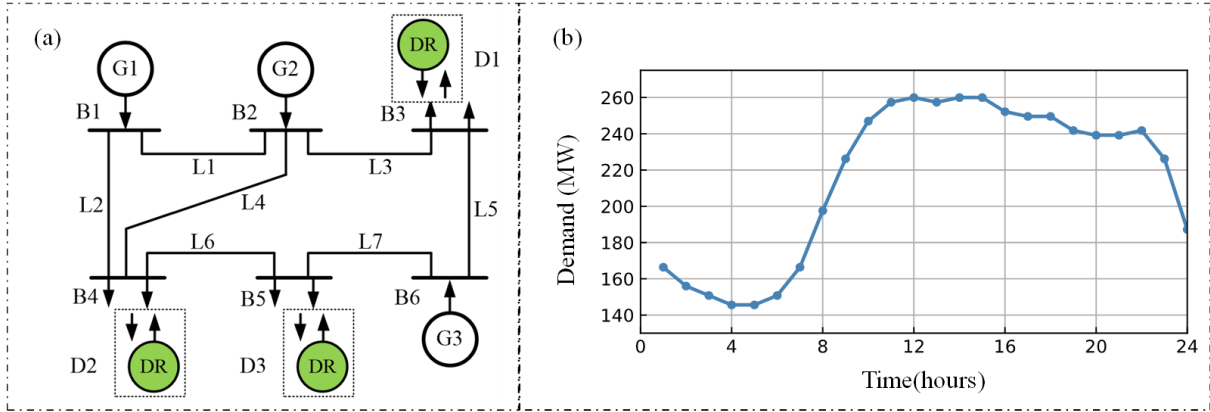 (a)
G1
G2
DR
D1
B1
B2
B3
L1
L3
L2
L4
L5
L6
L7
B4
B5
B6
D2
DR
D3
DR
G3
(b)
Demand (MW)
260
240
220
200
180
160
140
0
4
8
12
16
20
24
Time(hours)